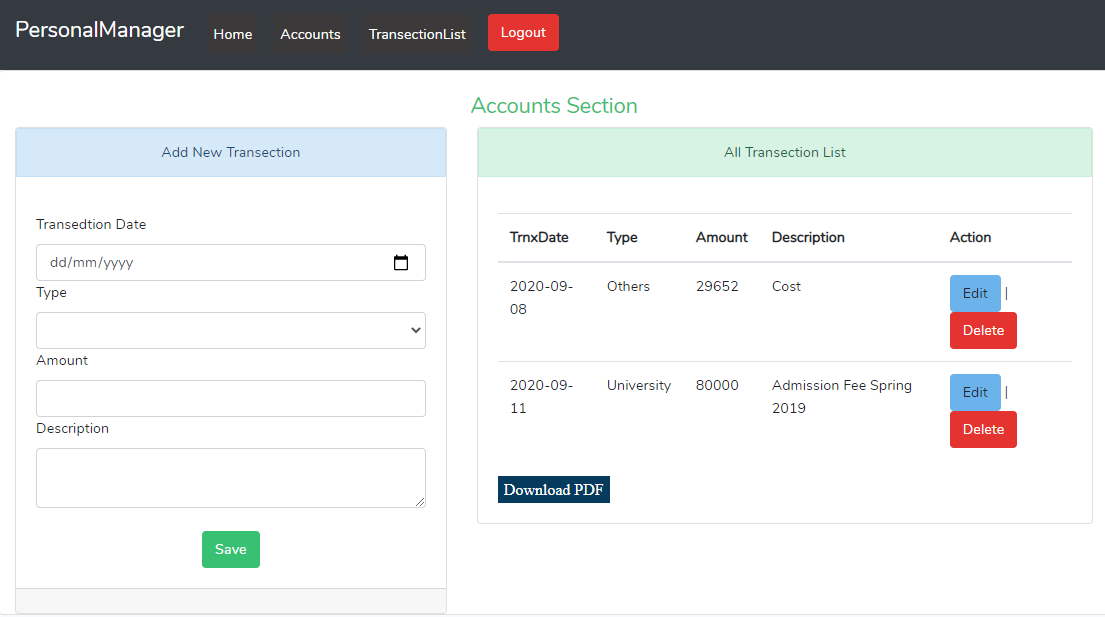 PersonalManager Home Accounts TransectionList Logout
Accounts Section
Add New Transection
Transedtion Date
dd/mm/yyyy
Type
Amount
Description
Save
All Transection List
TrnxDate Type Amount Description Action
2020-09- Others 29652 Cost Edit |
08
Delete
2020-09- University 80000 Admission Fee Spring Edit |
11 2019
Delete
Download PDF